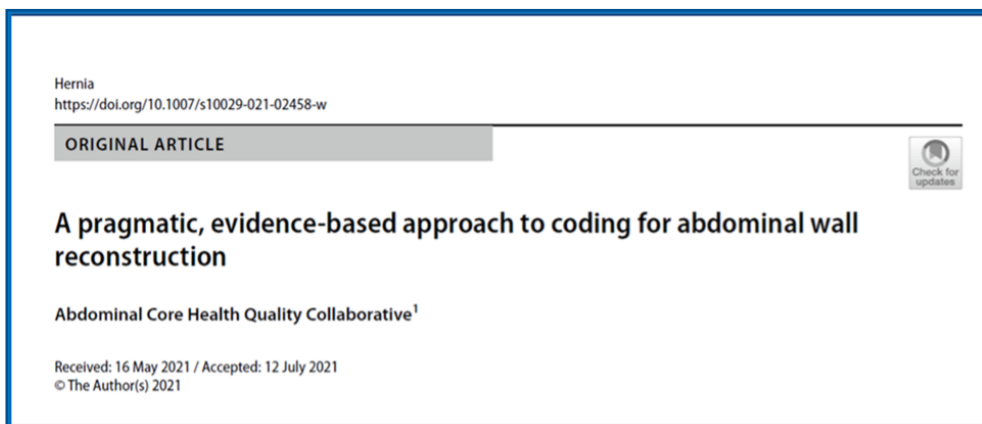 Hernia
https://doi.org/10.1007/s10029-021-02458-w
ORIGINAL ARTICLE
Check for
updates
A pragmatic, evidence-based approach to coding for abdominal wall
reconstruction
Abdominal Core Health Quality Collaborative1
Received: 16 May 2021 / Accepted: 12 July 2021
© The Author(s) 2021